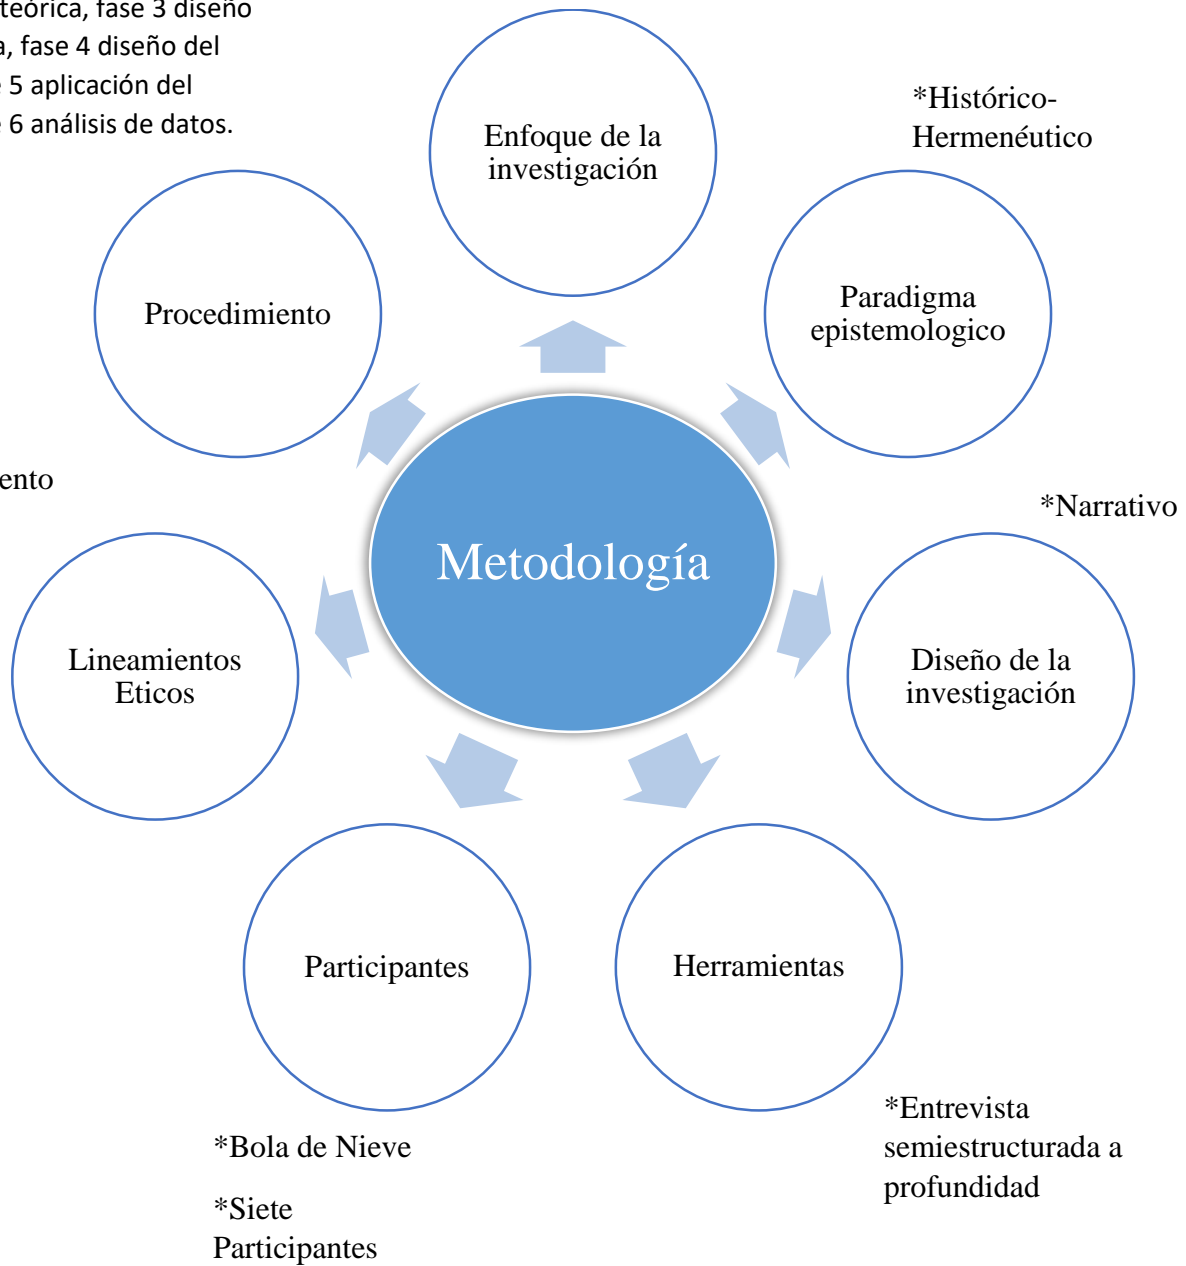 teórica, fase 3 diseño
, fase 4 diseño del
5 aplicación del
6 análisis de datos.
Enfoque de la
investigación
*Histórico-
Hermenéutico
Procedimiento
Paradigma
epistemologico
*Narrativo
Metodología
Lineamientos
Eticos
Diseño de la
investigación
Participantes
Herramientas
*Bola de Nieve
*Siete
Participantes
*Entrevista
semiestructurada a
profundidad